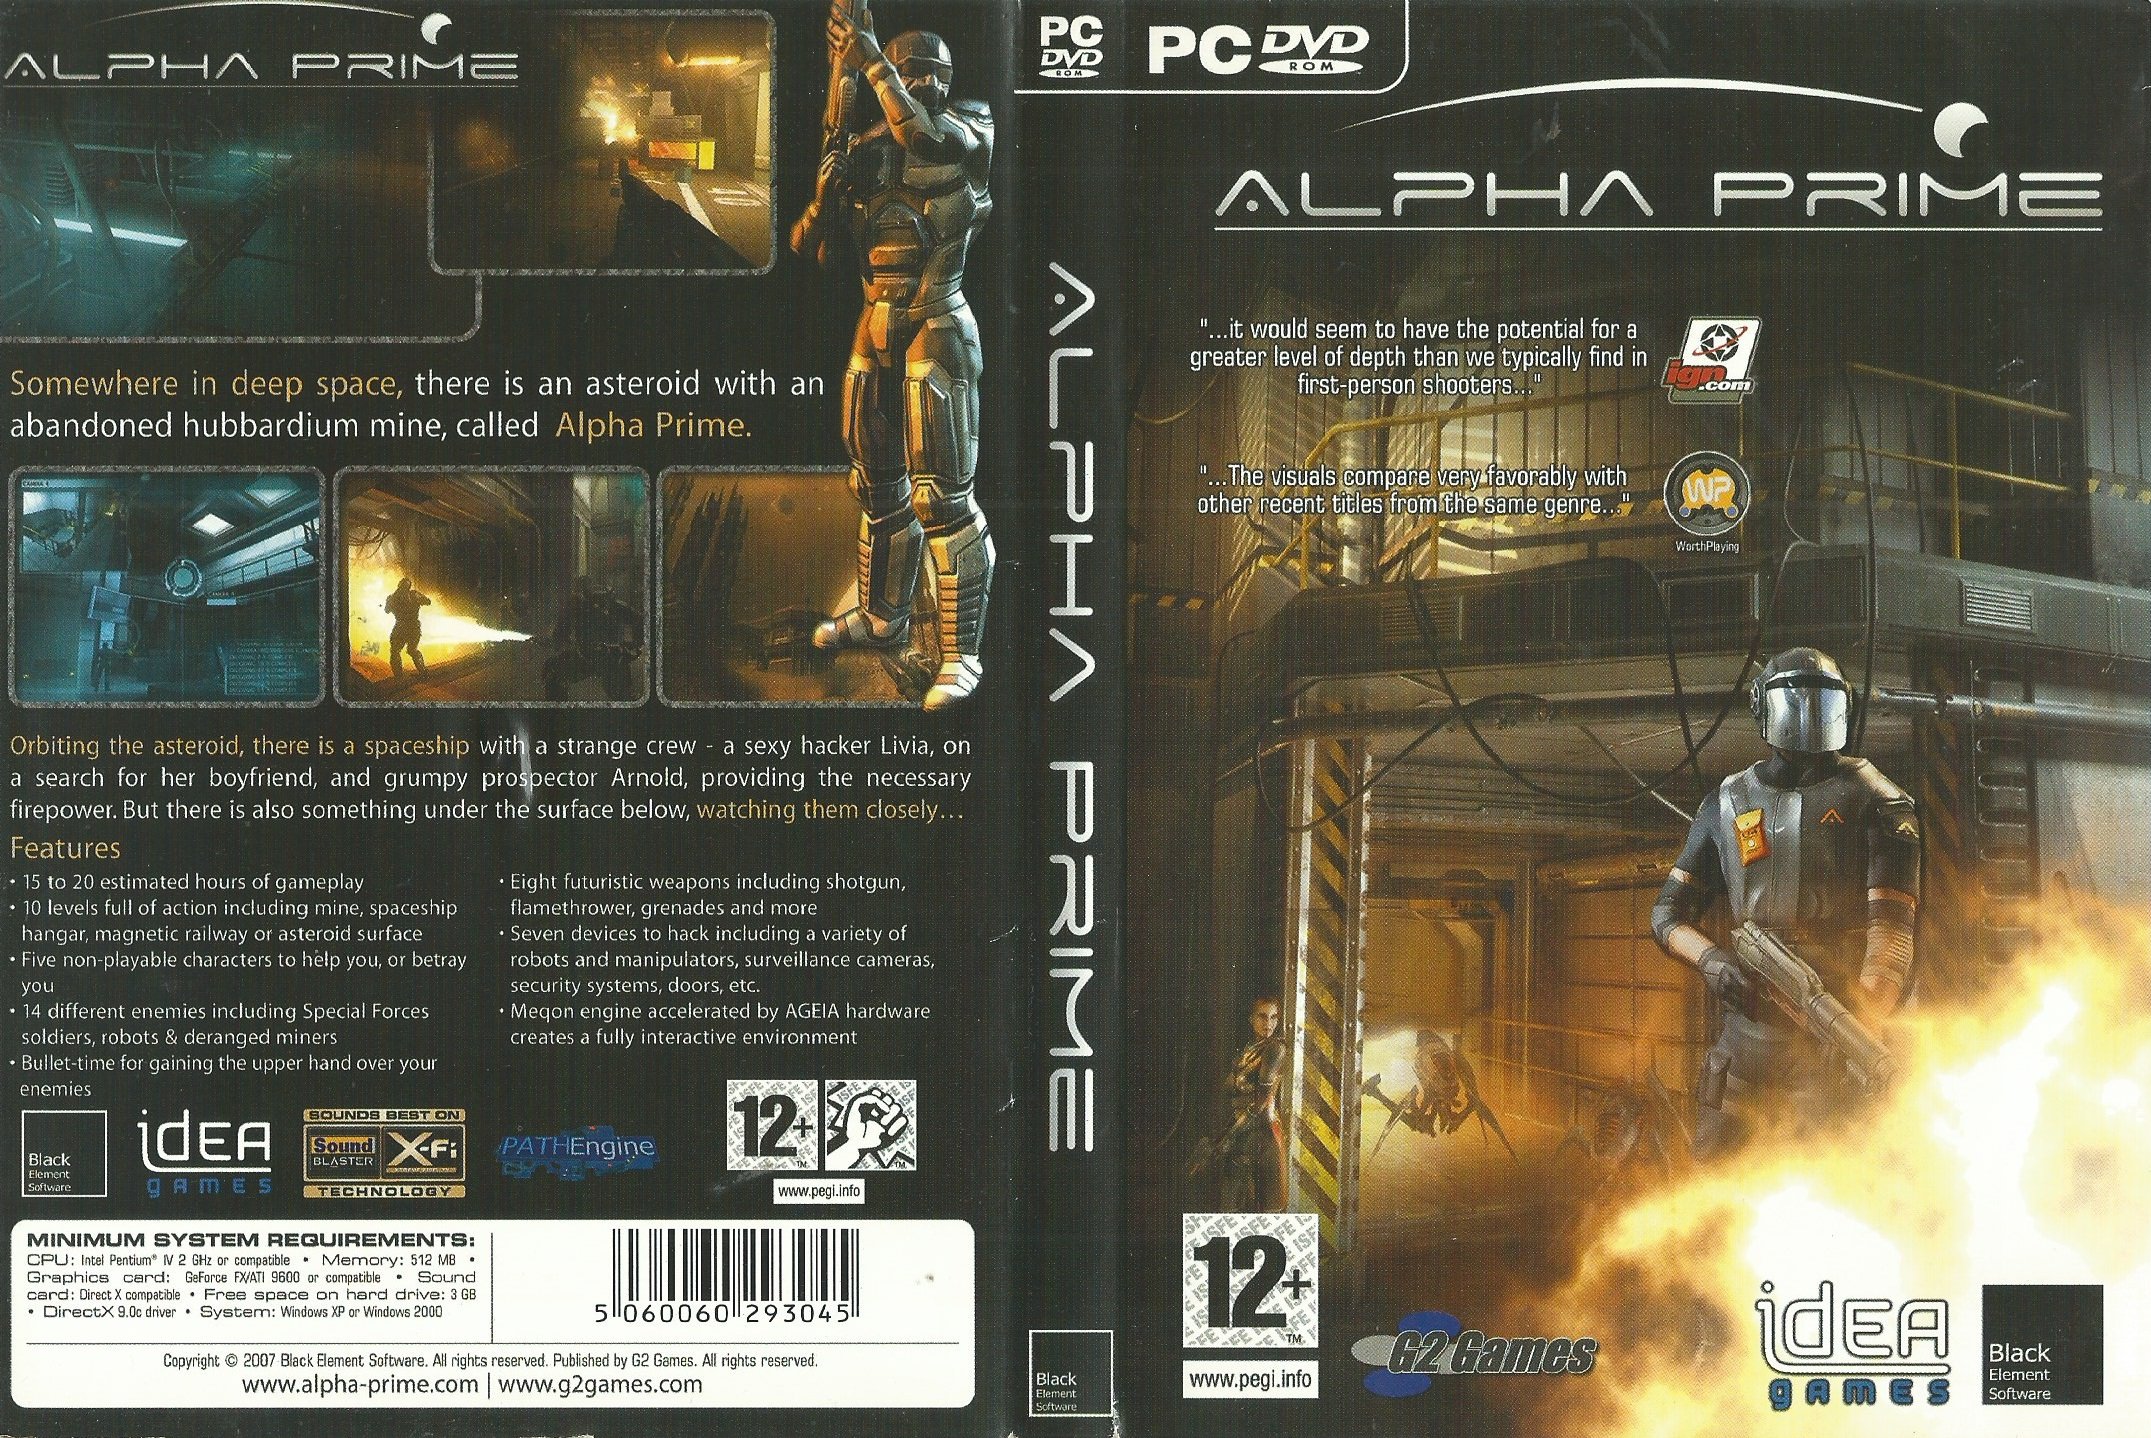 ALPHA PRIME
Somewhere in deep space, there is an asteroid with an
abandoned hubbardium mine, called Alpha Prime.
Orbiting the asteroid, there is a spaceship with a strange crew - a sexy hacker Livia, on
a search for her boyfriend, and grumpy prospector Arnold, providing the necessary
firepower. But there is also something under the surface below, watching them closely...
Features
• 15 to 20 estimated hours of gameplay
• 10 levels full of action including mine, spaceship
hangar, magnetic railway or asteroid surface
• Five non-playable characters to help you, or betray
you
• 14 different enemies including Special Forces
soldiers, robots & deranged miners
• Bullet-time for gaining the upper hand over your
enemies
• Eight futuristic weapons including shotgun,
flamethrower, grenades and more
• Seven devices to hack including a variety of
robots and manipulators, surveillance cameras,
security systems, doors, etc.
• Meqon engine accelerated by AGEIA hardware
creates a fully interactive environment
Black
Element
Software
idEA
GAMES
SOUNDS BEST ON
Sound
BLASTER
X-Fi
TECHNOLOGY
PATHEngine
12+
™
™
www.pegi.info
MINIMUM SYSTEM REQUIREMENTS:
CPU: Intel Pentium® IV 2 GHz or compatible • Memory: 512 MB •
Graphics card: GeForce FX/ATI 9600 or compatible • Sound
card: Direct X compatible • Free space on hard drive: 3 GB
• DirectX 9.0c driver • System: Windows XP or Windows 2000
5 060060 293045
Copyright © 2007 Black Element Software. All rights reserved. Published by G2 Games. All rights reserved.
www.alpha-prime.com | www.g2games.com
PC
DVD
ROM
ALPHA PRIME
Black
Element
Software
PC DVD
ROM
ALPHA PRIME
"...it would seem to have the potential for a
greater level of depth than we typically find in
first-person shooters..."
ign.com
"...The visuals compare very favorably with
other recent titles from the same genre..."
WP
WorthPlaying
12+
™
www.pegi.info
G2 Games
idEA
GAMES
Black
Element
Software